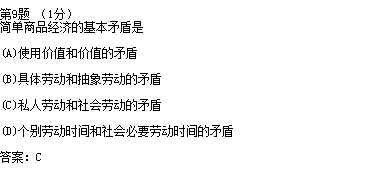 第9题 （1分）
简单商品经济的基本矛盾是
(A)使用价值和价值的矛盾
(B)具体劳动和抽象劳动的矛盾
(C)私人劳动和社会劳动的矛盾
(D)个别劳动时间和社会必要劳动时间的矛盾
答案：C